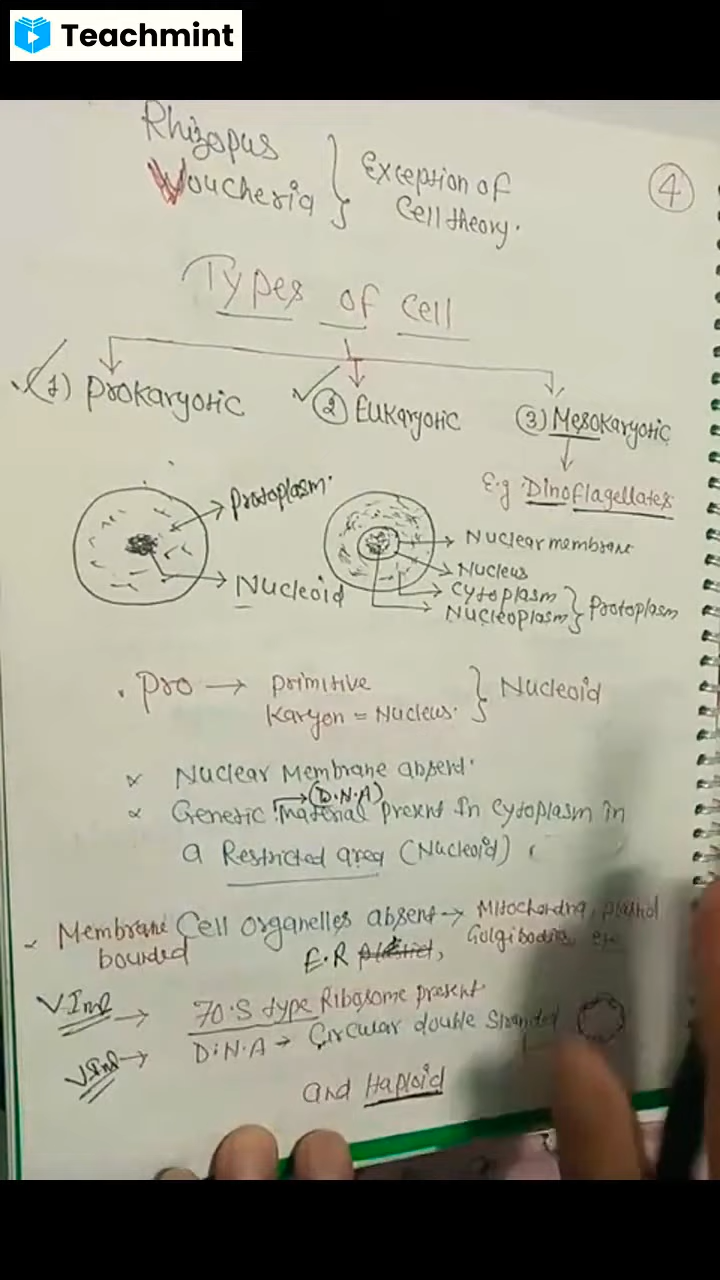 Teachmint
Rhizopus
Voucheria
Exception of
Cell theory.
4
Types of Cell
(1) Prokaryotic
(2) Eukaryotic
(3) Mesokaryotic
E.g Dinoflagellates
Protoplasm.
Nucleoid
Nuclear membrane
Nucleus
Cytoplasm
Nucleoplasm
Protoplasm
Pro → Primitive
Karyon = Nucleus.
Nucleoid
Nuclear Membrane absent.
(D.N.A)
Genetic material present in cytoplasm in
a Restricted area (Nucleoid)
Membrane Cell organelles absent → Mitochondria, plastid
bounded E.R plastid, Golgibodies etc
V.Imp → 70.S type Ribosome present
V.Imp → D.N.A → Circular double Stranded
and Haploid